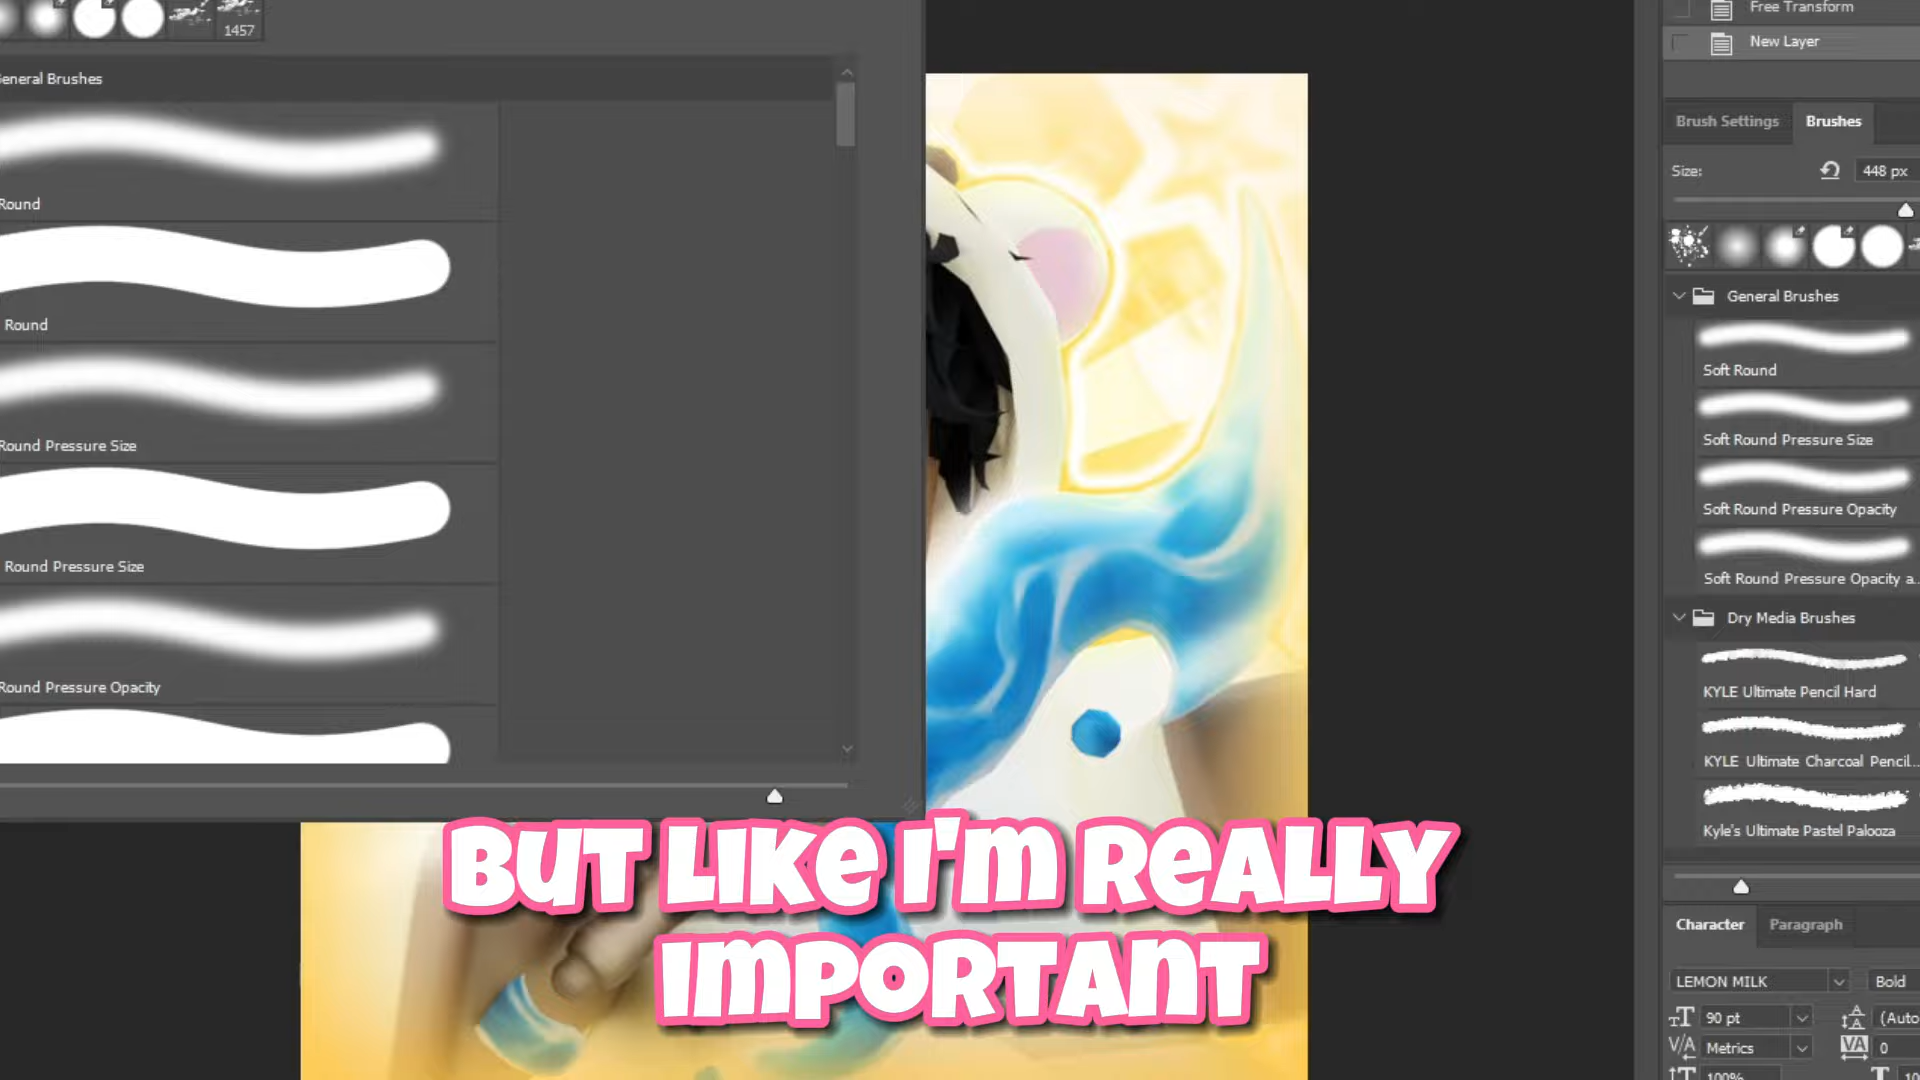 1457
General Brushes
Round
Round
Round Pressure Size
Round Pressure Size
Round Pressure Opacity
Free Transform
New Layer
Brush Settings
Brushes
Size:
448 px
General Brushes
Soft Round
Soft Round Pressure Size
Soft Round Pressure Opacity
Soft Round Pressure Opacity a...
Dry Media Brushes
KYLE Ultimate Pencil Hard
KYLE Ultimate Charcoal Pencil...
Kyle's Ultimate Pastel Palooza
Character
Paragraph
LEMON MILK
Bold
90 pt
(Auto
Metrics
0
100%
But like I'm really
important